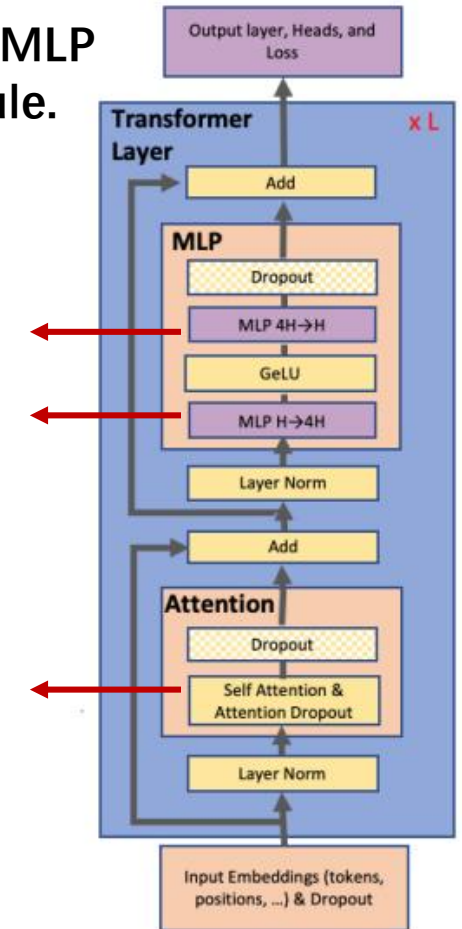 MLP
ule.
Output layer, Heads, and
Loss
Transformer
Layer
x L
Add
MLP
Dropout
MLP 4H→H
GeLU
MLP H→4H
Layer Norm
Add
Attention
Dropout
Self Attention &
Attention Dropout
Layer Norm
Input Embeddings (tokens,
positions, ...) & Dropout